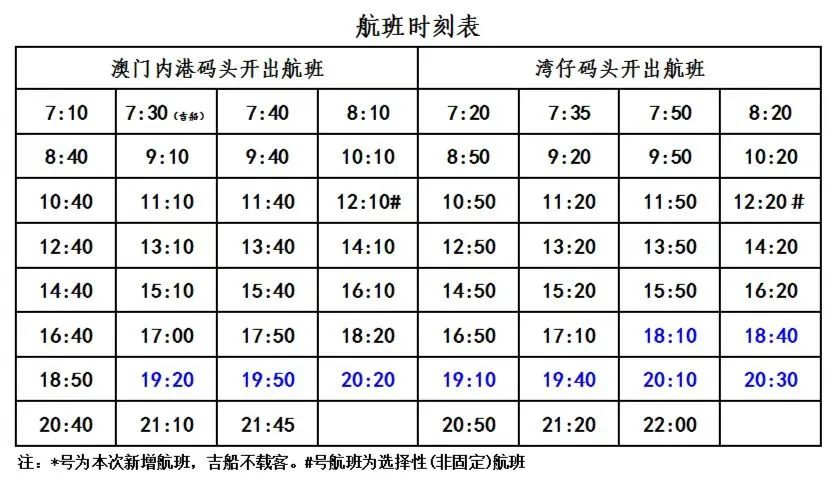 航班时刻表
澳门内港码头开出航班 湾仔码头开出航班
7:10 7:30(吉船) 7:40 8:10 7:20 7:35 7:50 8:20
8:40 9:10 9:40 10:10 8:50 9:20 9:50 10:20
10:40 11:10 11:40 12:10# 10:50 11:20 11:50 12:20#
12:40 13:10 13:40 14:10 12:50 13:20 13:50 14:20
14:40 15:10 15:40 16:10 14:50 15:20 15:50 16:20
16:40 17:00 17:50 18:20 16:50 17:10 18:10 18:40
18:50 19:20 19:50 20:20 19:10 19:40 20:10 20:30
20:40 21:10 21:45 20:50 21:20 22:00
注：*号为本次新增航班，吉船不载客。#号航班为选择性(非固定)航班